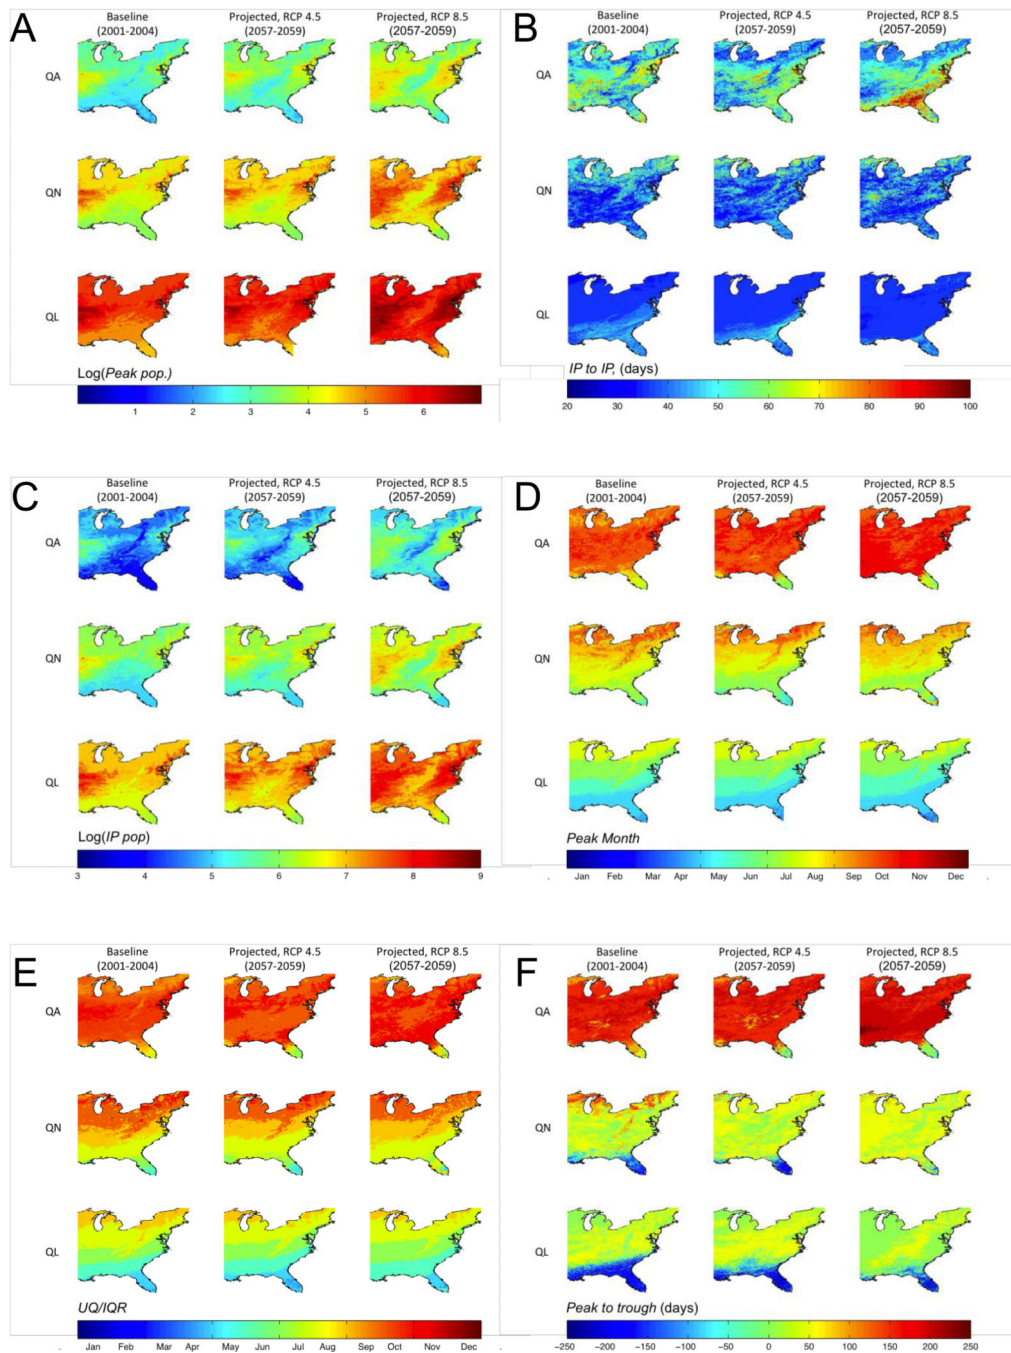 A
Baseline
(2001-2004)
Projected, RCP 4.5
(2057-2059)
Projected, RCP 8.5
(2057-2059)
QA
QN
QL
Log(Peak pop.)
1 2 3 4 5 6
B
Baseline
(2001-2004)
Projected, RCP 4.5
(2057-2059)
Projected, RCP 8.5
(2057-2059)
QA
QN
QL
IP to IP, (days)
20 30 40 50 60 70 80 90 100
C
Baseline
(2001-2004)
Projected, RCP 4.5
(2057-2059)
Projected, RCP 8.5
(2057-2059)
QA
QN
QL
Log(IP pop)
3 4 5 6 7 8 9
D
Baseline
(2001-2004)
Projected, RCP 4.5
(2057-2059)
Projected, RCP 8.5
(2057-2059)
QA
QN
QL
Peak Month
Jan Feb Mar Apr May Jun Jul Aug Sep Oct Nov Dec
E
Baseline
(2001-2004)
Projected, RCP 4.5
(2057-2059)
Projected, RCP 8.5
(2057-2059)
QA
QN
QL
UQ/IQR
Jan Feb Mar Apr May Jun Jul Aug Sep Oct Nov Dec
F
Baseline
(2001-2004)
Projected, RCP 4.5
(2057-2059)
Projected, RCP 8.5
(2057-2059)
QA
QN
QL
Peak to trough (days)
−250 −200 −150 −100 −50 0 50 100 150 200 250